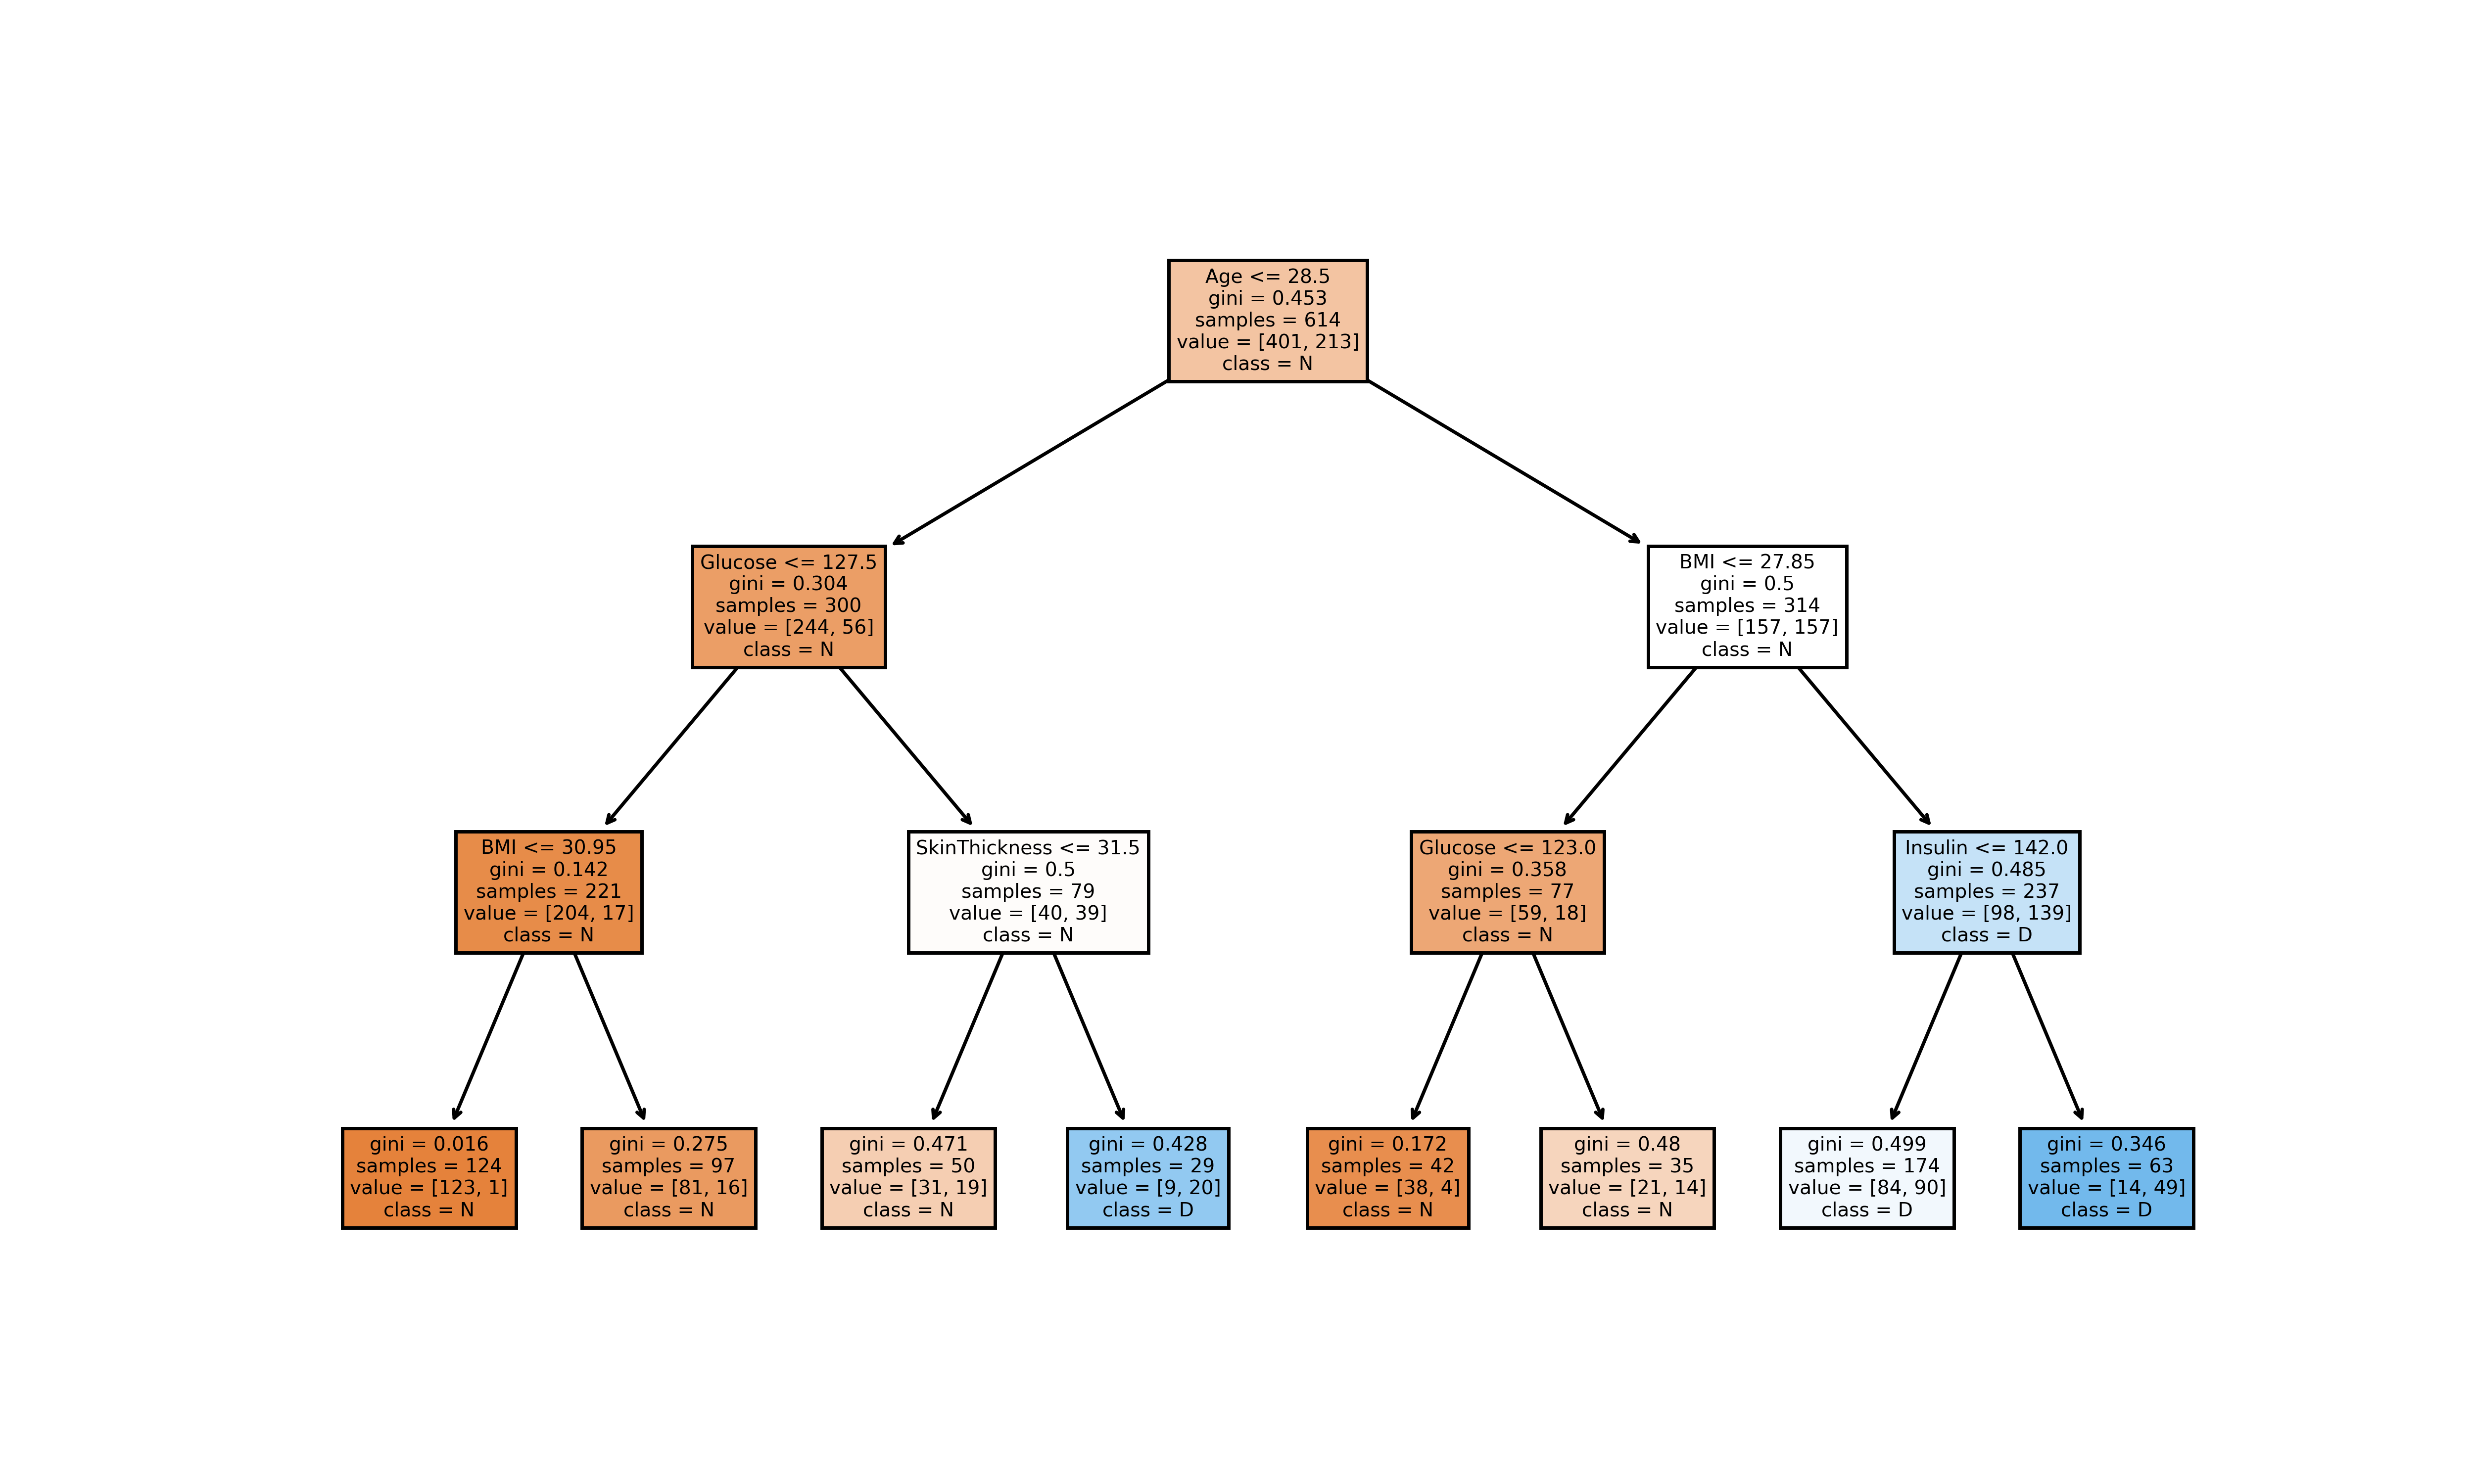 Age <= 28.5
gini = 0.453
samples = 614
value = [401, 213]
class = N
Glucose <= 127.5
gini = 0.304
samples = 300
value = [244, 56]
class = N
BMI <= 27.85
gini = 0.5
samples = 314
value = [157, 157]
class = N
BMI <= 30.95
gini = 0.142
samples = 221
value = [204, 17]
class = N
SkinThickness <= 31.5
gini = 0.5
samples = 79
value = [40, 39]
class = N
Glucose <= 123.0
gini = 0.358
samples = 77
value = [59, 18]
class = N
Insulin <= 142.0
gini = 0.485
samples = 237
value = [98, 139]
class = D
gini = 0.016
samples = 124
value = [123, 1]
class = N
gini = 0.275
samples = 97
value = [81, 16]
class = N
gini = 0.471
samples = 50
value = [31, 19]
class = N
gini = 0.428
samples = 29
value = [9, 20]
class = D
gini = 0.172
samples = 42
value = [38, 4]
class = N
gini = 0.48
samples = 35
value = [21, 14]
class = N
gini = 0.499
samples = 174
value = [84, 90]
class = D
gini = 0.346
samples = 63
value = [14, 49]
class = D